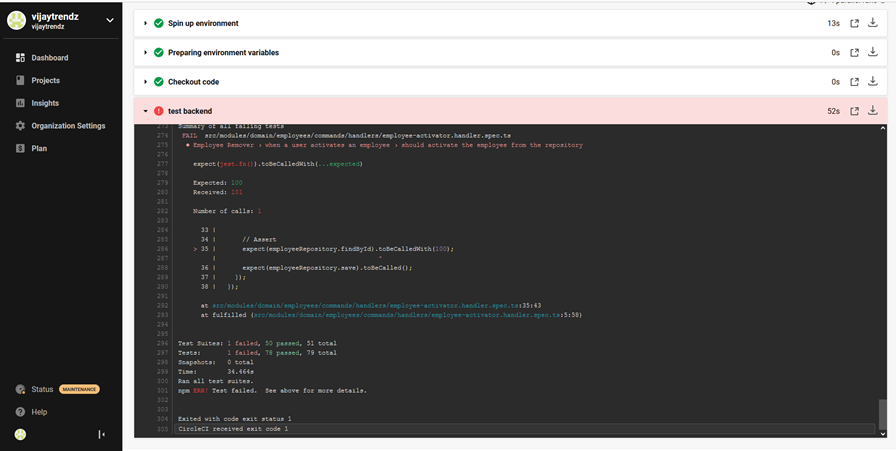 vijaytrendz
vijaytrendz
Dashboard
Projects
Insights
Organization Settings
Plan
Status MAINTENANCE
Help
Spin up environment 13s
Preparing environment variables 0s
Checkout code 0s
test backend 52s
273 Summary of all failing tests
274 FAIL src/modules/domain/employees/commands/handlers/employee-activator.handler.spec.ts
275 ● Employee Remover › when a user activates an employee › should activate the employee from the repository
276
277 expect(jest.fn()).toBeCalledWith(...expected)
278
279 Expected: 100
280 Received: 101
281
282 Number of calls: 1
283
284 33 |
285 34 | // Assert
286 > 35 | expect(employeeRepository.findById).toBeCalledWith(100);
287 | ^
288 36 | expect(employeeRepository.save).toBeCalled();
289 37 | });
290 38 | });
291
292 at src/modules/domain/employees/commands/handlers/employee-activator.handler.spec.ts:35:43
293 at fulfilled (src/modules/domain/employees/commands/handlers/employee-activator.handler.spec.ts:5:58)
294
295
296 Test Suites: 1 failed, 50 passed, 51 total
297 Tests: 1 failed, 78 passed, 79 total
298 Snapshots: 0 total
299 Time: 34.464s
300 Ran all test suites.
301 npm ERR! Test failed. See above for more details.
302
303
304 Exited with code exit status 1
305 CircleCI received exit code 1